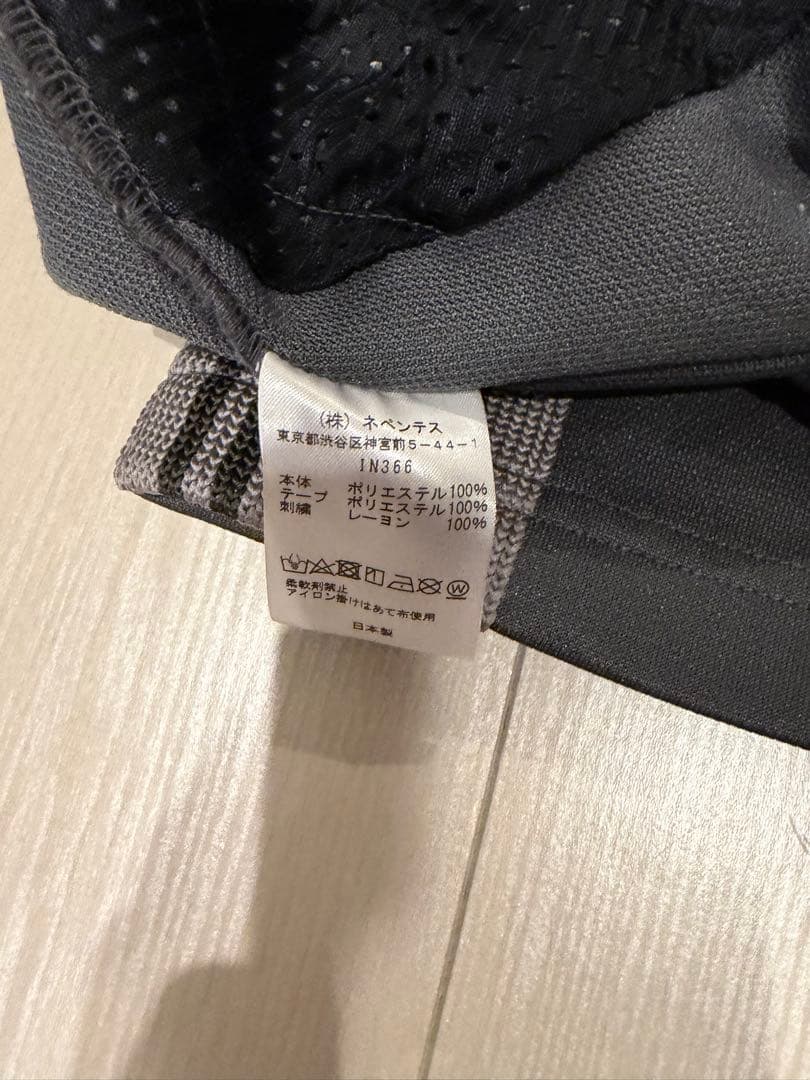 (株) ネペンテス
東京都渋谷区神宮前5-44-1
IN366
本体 ポリエステル100%
テープ ポリエステル100%
刺繍 レーヨン 100%
柔軟剤禁止
アイロン掛けはあて布使用
日本製